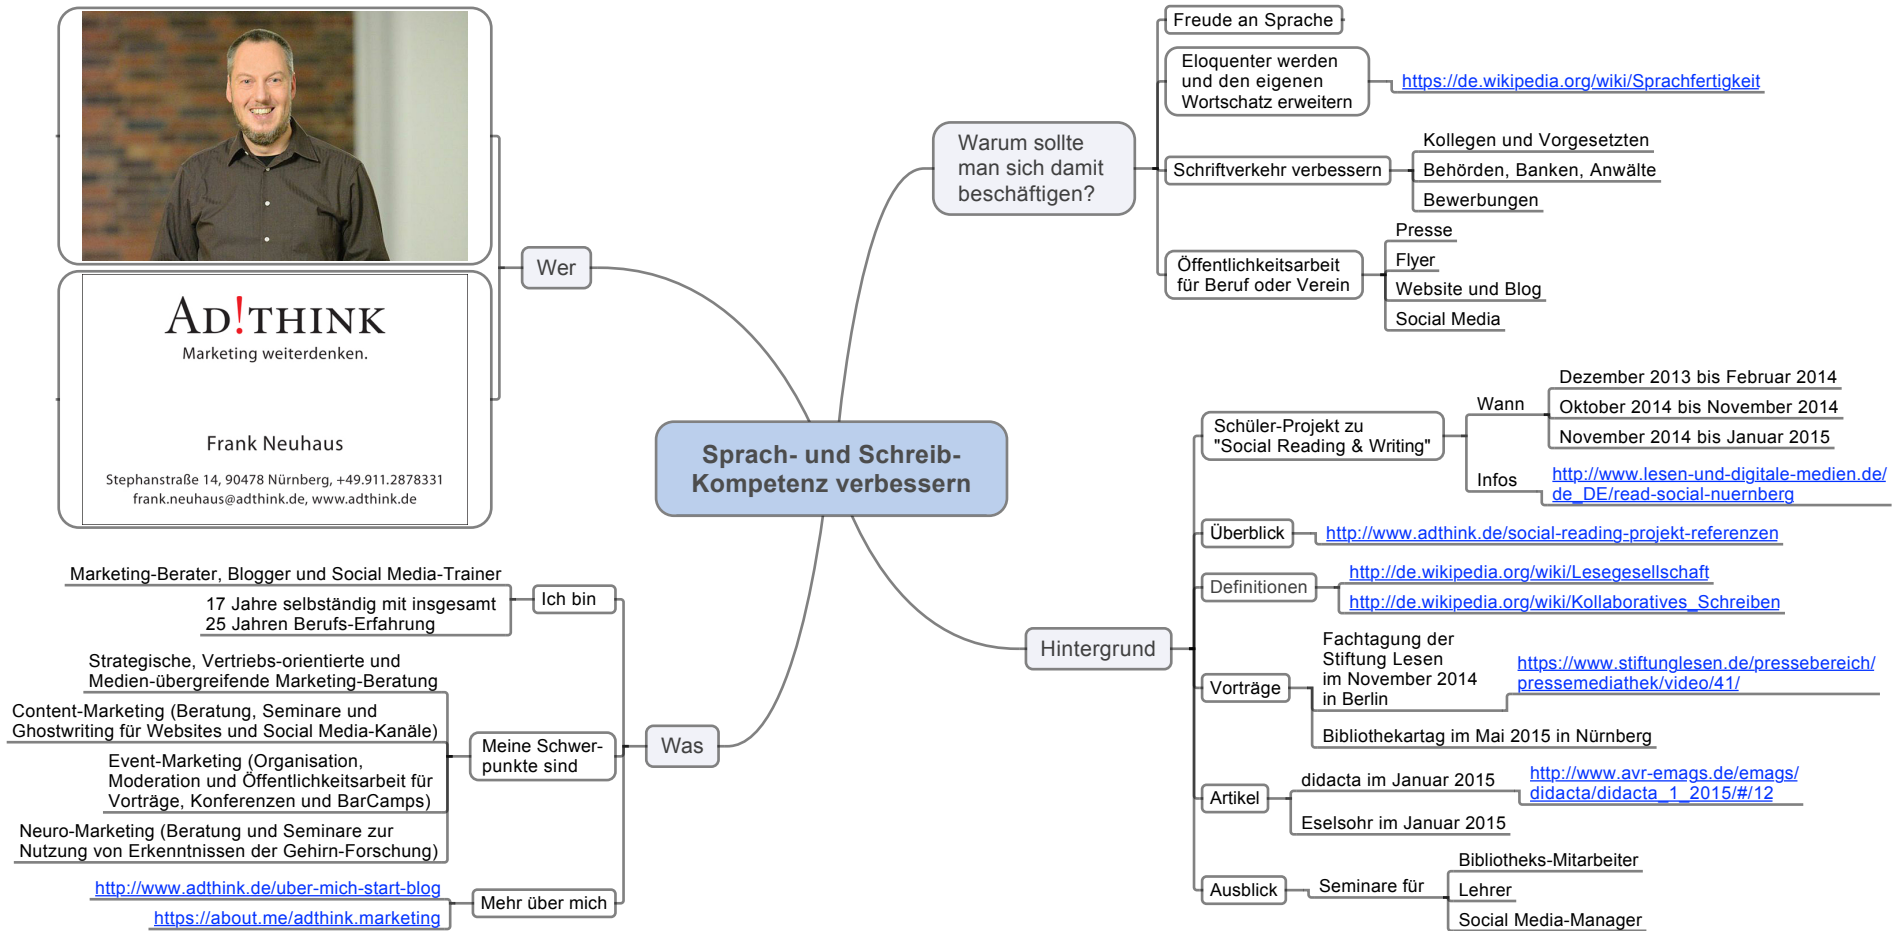 Sprach- und Schreib-
Kompetenz verbessern
Wer
AD!THINK
Marketing weiterdenken.
Frank Neuhaus
Stephanstraße 14, 90478 Nürnberg, +49.911.2878331
frank.neuhaus@adthink.de, www.adthink.de
Was
Ich bin
Marketing-Berater, Blogger und Social Media-Trainer
17 Jahre selbständig mit insgesamt
25 Jahren Berufs-Erfahrung
Meine Schwer-
punkte sind
Strategische, Vertriebs-orientierte und
Medien-übergreifende Marketing-Beratung
Content-Marketing (Beratung, Seminare und
Ghostwriting für Websites und Social Media-Kanäle)
Event-Marketing (Organisation,
Moderation und Öffentlichkeitsarbeit für
Vorträge, Konferenzen und BarCamps)
Neuro-Marketing (Beratung und Seminare zur
Nutzung von Erkenntnissen der Gehirn-Forschung)
Mehr über mich
http://www.adthink.de/uber-mich-start-blog
https://about.me/adthink.marketing
Warum sollte
man sich damit
beschäftigen?
Freude an Sprache
Eloquenter werden
und den eigenen
Wortschatz erweitern
https://de.wikipedia.org/wiki/Sprachfertigkeit
Schriftverkehr verbessern
Kollegen und Vorgesetzten
Behörden, Banken, Anwälte
Bewerbungen
Öffentlichkeitsarbeit
für Beruf oder Verein
Presse
Flyer
Website und Blog
Social Media
Hintergrund
Schüler-Projekt zu
"Social Reading & Writing"
Wann
Dezember 2013 bis Februar 2014
Oktober 2014 bis November 2014
November 2014 bis Januar 2015
Infos
http://www.lesen-und-digitale-medien.de/
de_DE/read-social-nuernberg
Überblick
http://www.adthink.de/social-reading-projekt-referenzen
Definitionen
http://de.wikipedia.org/wiki/Lesegesellschaft
http://de.wikipedia.org/wiki/Kollaboratives_Schreiben
Vorträge
Fachtagung der
Stiftung Lesen
im November 2014
in Berlin
https://www.stiftunglesen.de/pressebereich/
pressemediathek/video/41/
Bibliothekartag im Mai 2015 in Nürnberg
Artikel
didacta im Januar 2015
http://www.avr-emags.de/emags/
didacta/didacta_1_2015/#/12
Eselsohr im Januar 2015
Ausblick
Seminare für
Bibliotheks-Mitarbeiter
Lehrer
Social Media-Manager